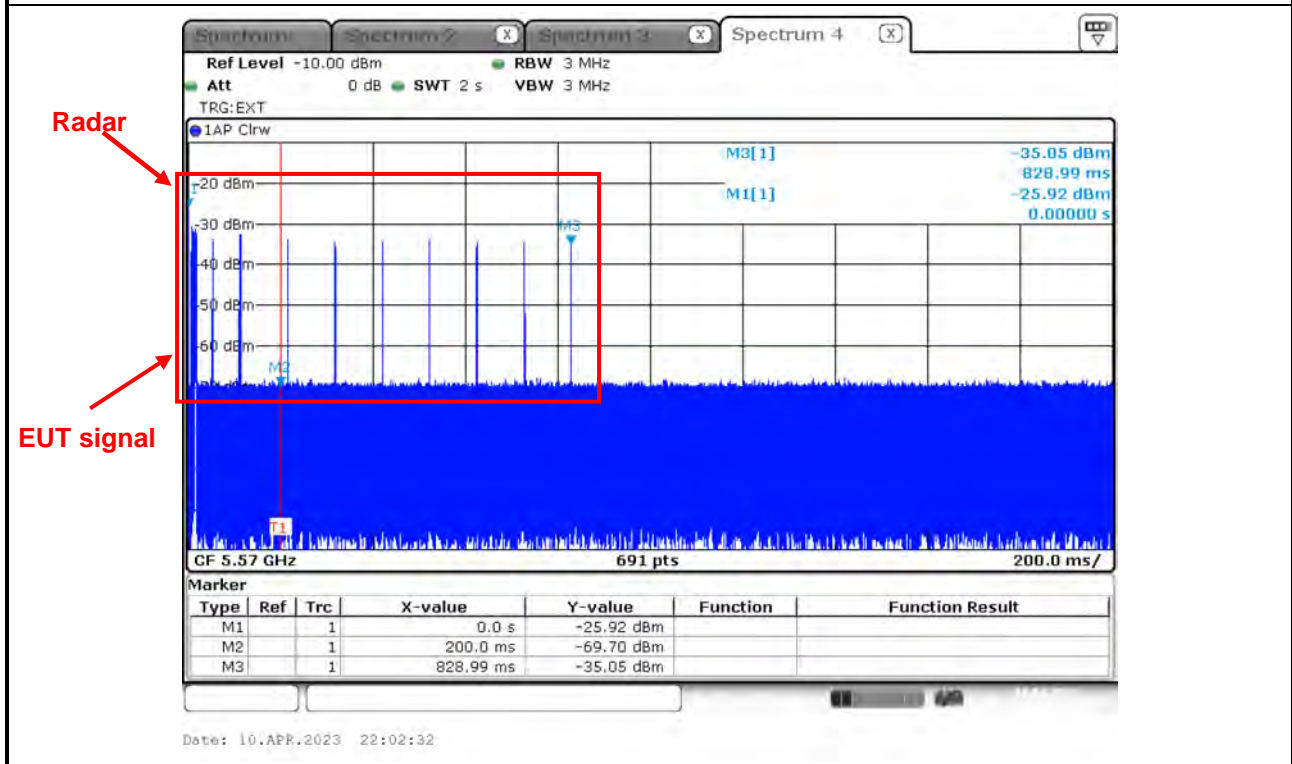 Spectrum 4
Ref Level -10.00 dBm RBW 3 MHz
Att 0 dB SWT 2 s VBW 3 MHz
TRG:EXT
Radar
1AP Clrw
M3[1] -35.05 dBm
828.99 ms
-20 dBm
M1[1] -25.92 dBm
0.00000 s
-30 dBm
M3
-40 dBm
-50 dBm
-60 dBm
M2
EUT signal
T1
CF 5.57 GHz 691 pts 200.0 ms/
Marker
Type Ref Trc X-value Y-value Function Function Result
M1 1 0.0 s -25.92 dBm
M2 1 200.0 ms -69.70 dBm
M3 1 828.99 ms -35.05 dBm
Date: 10.APR.2023 22:02:32